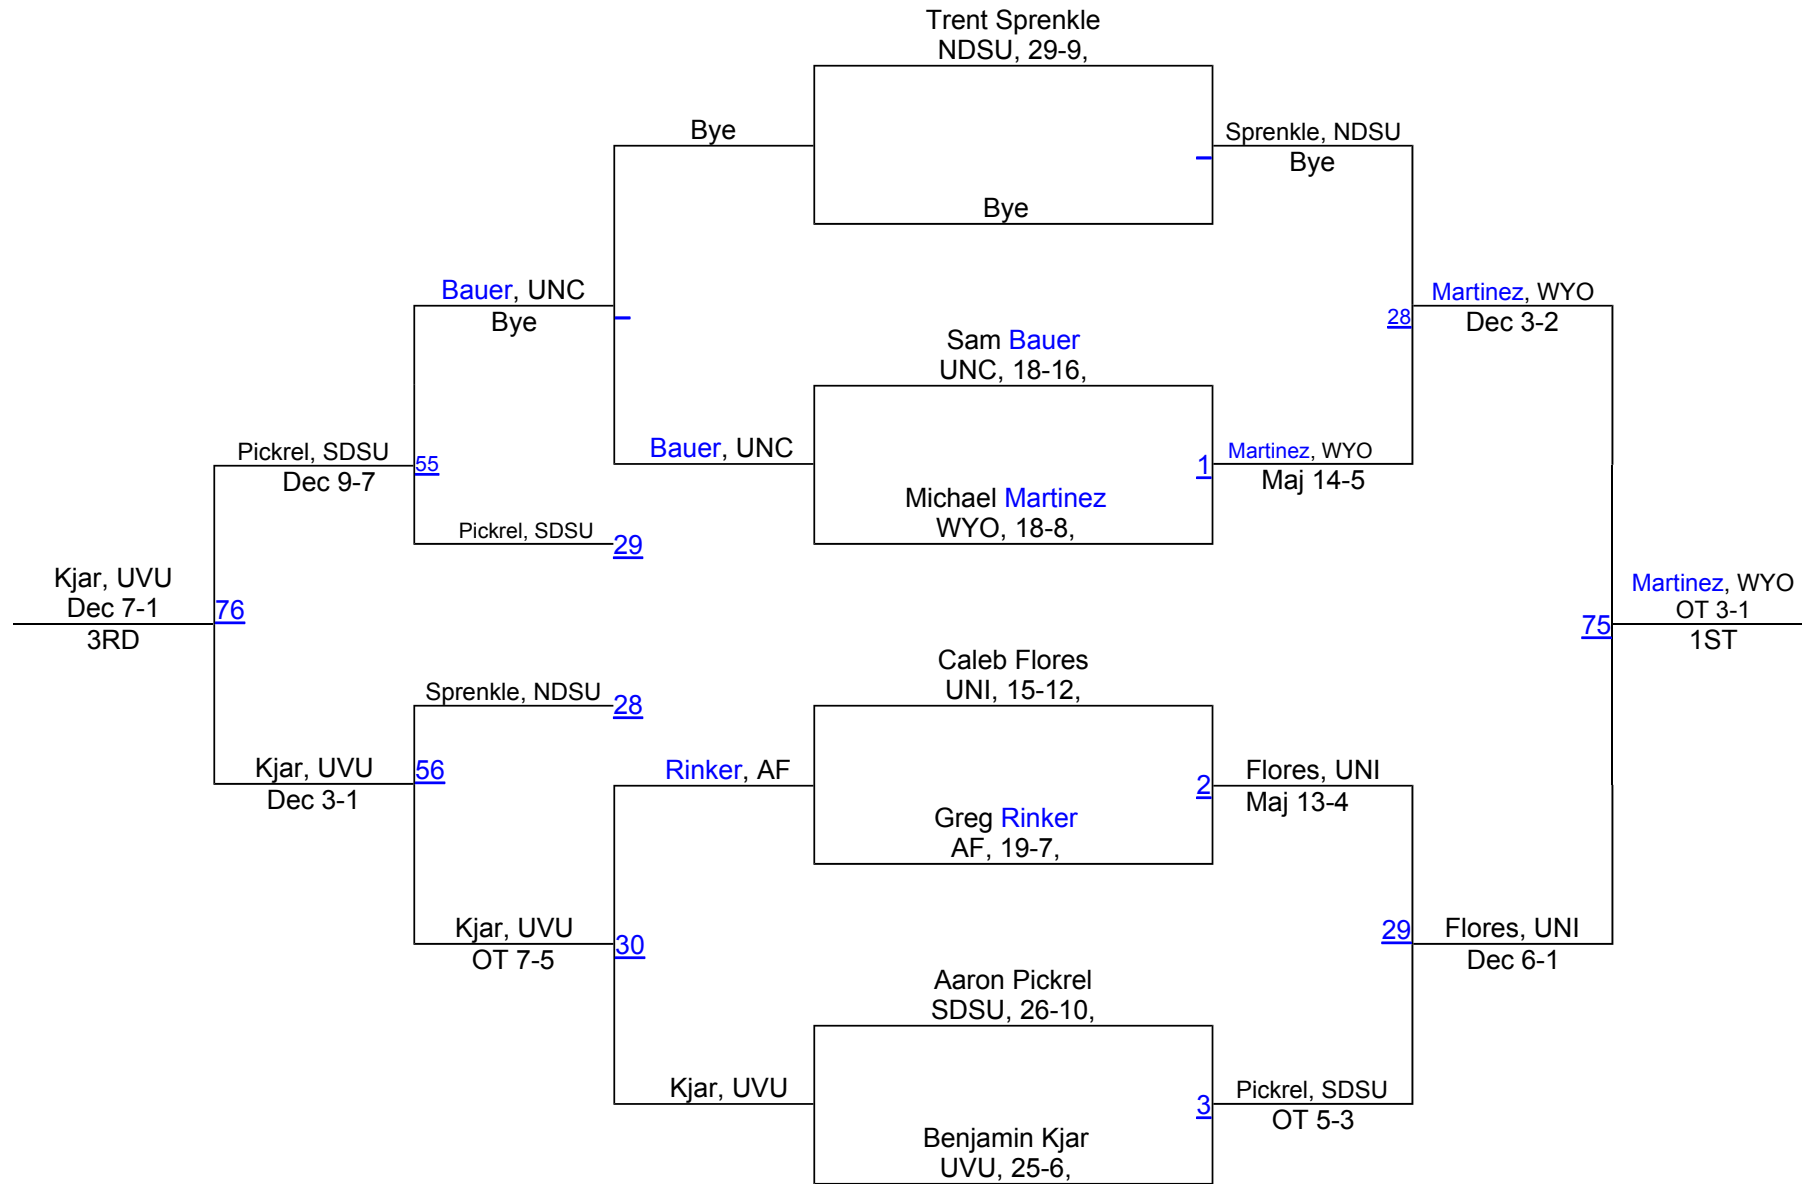 Trent Sprenkle
NDSU, 29-9,
Bye
Sprenkle, NDSU
Bye
Bye
Bauer, UNC
Bye
Martinez, WYO
Dec 3-2
28
Sam Bauer
UNC, 18-16,
Bauer, UNC
1
Martinez, WYO
Maj 14-5
Pickrel, SDSU
Dec 9-7
55
Michael Martinez
WYO, 18-8,
Pickrel, SDSU
29
Kjar, UVU
Dec 7-1
3RD
76
75
Martinez, WYO
OT 3-1
1ST
Caleb Flores
UNI, 15-12,
Sprenkle, NDSU
28
Kjar, UVU
Dec 3-1
56
Rinker, AF
2
Flores, UNI
Maj 13-4
Greg Rinker
AF, 19-7,
Kjar, UVU
OT 7-5
30
29
Flores, UNI
Dec 6-1
Aaron Pickrel
SDSU, 26-10,
Kjar, UVU
3
Pickrel, SDSU
OT 5-3
Benjamin Kjar
UVU, 25-6,